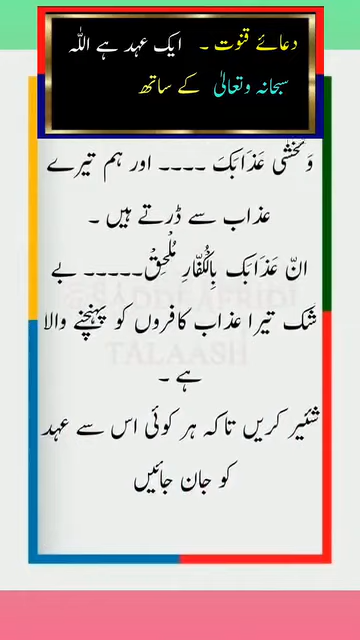 دعائے قنوت ۔ ایک عہد ہے اللہ
سبحانہ وتعالیٰ کے ساتھ
وَنَخْشٰی عَذَابَکَ ۔۔۔۔ اور ہم تیرے
عذاب سے ڈرتے ہیں ۔
انّ عَذَابَک بِالْکُفّارِ مُلْحِقْ۔۔۔۔۔ بے
شک تیرا عذاب کافروں کو پہنچنے والا
ہے ۔
شئیر کریں تاکہ ہر کوئی اس سے عہد
کو جان جائیں
TALAASH